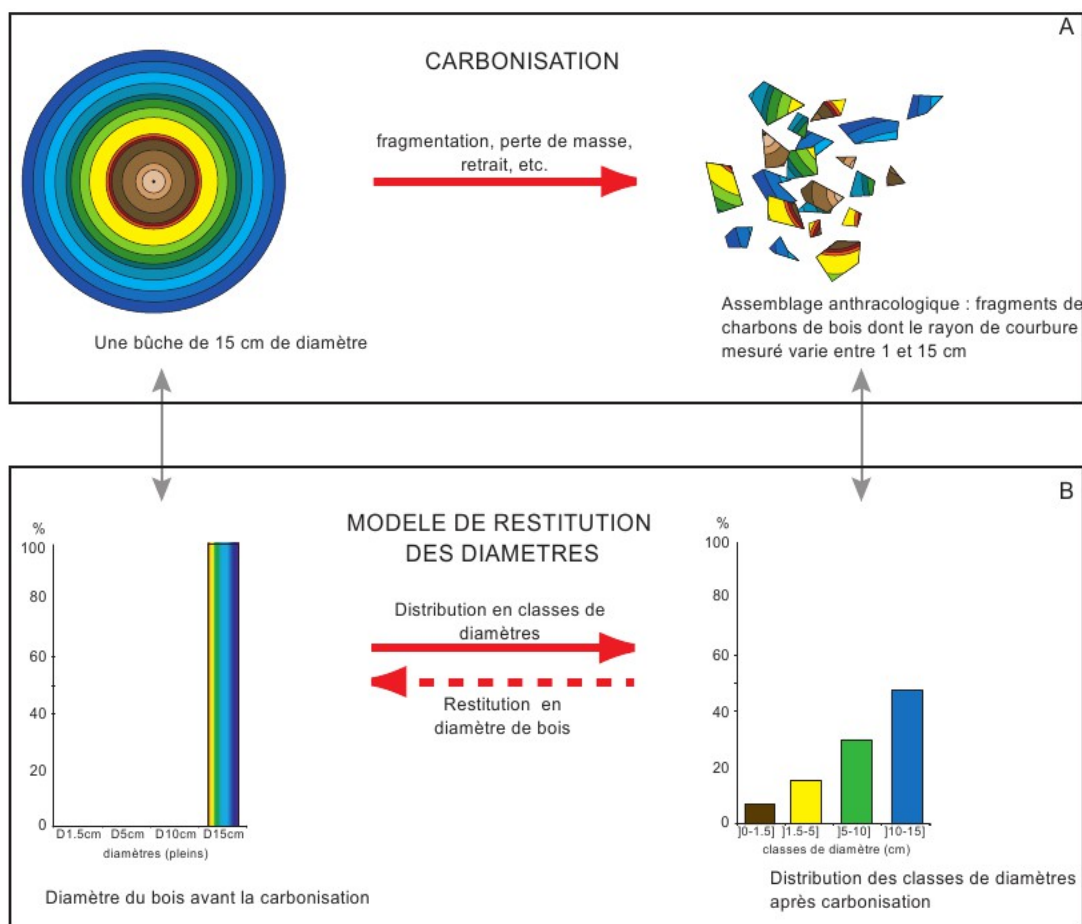 A
CARBONISATION
fragmentation, perte de masse,
retrait, etc.
Une bûche de 15 cm de diamètre
Assemblage anthracologique : fragments de
charbons de bois dont le rayon de courbure
mesuré varie entre 1 et 15 cm
B
MODELE DE RESTITUTION
DES DIAMETRES
Distribution en classes de
diamètres
Restitution en
diamètre de bois
%
100
80
60
40
20
0
D1.5cm D5cm D10cm D15cm
diamètres (pleins)
Diamètre du bois avant la carbonisation
%
100
80
60
40
20
0
]0-1.5] ]1.5-5] ]5-10] ]10-15]
classes de diamètre (cm)
Distribution des classes de diamètres
après carbonisation